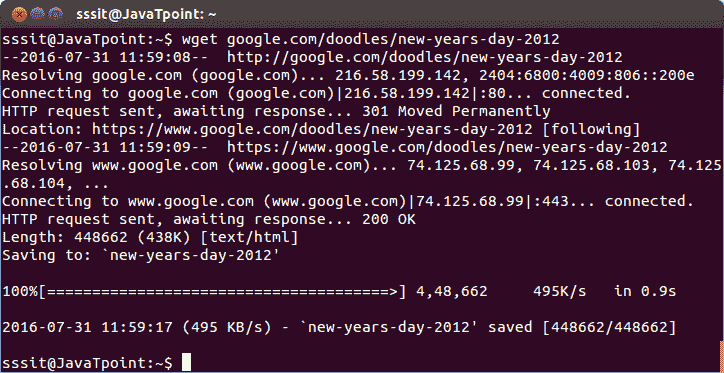 sssit@JavaTpoint: ~
sssit@JavaTpoint:~$ wget google.com/doodles/new-years-day-2012
--2016-07-31 11:59:08--  http://google.com/doodles/new-years-day-2012
Resolving google.com (google.com)... 216.58.199.142, 2404:6800:4009:806::200e
Connecting to google.com (google.com)|216.58.199.142|:80... connected.
HTTP request sent, awaiting response... 301 Moved Permanently
Location: https://www.google.com/doodles/new-years-day-2012 [following]
--2016-07-31 11:59:09--  https://www.google.com/doodles/new-years-day-2012
Resolving www.google.com (www.google.com)... 74.125.68.99, 74.125.68.103, 74.125
.68.104, ...
Connecting to www.google.com (www.google.com)|74.125.68.99|:443... connected.
HTTP request sent, awaiting response... 200 OK
Length: 448662 (438K) [text/html]
Saving to: `new-years-day-2012'
100%[======================================>] 4,48,662     495K/s   in 0.9s
2016-07-31 11:59:17 (495 KB/s) - `new-years-day-2012' saved [448662/448662]
sssit@JavaTpoint:~$